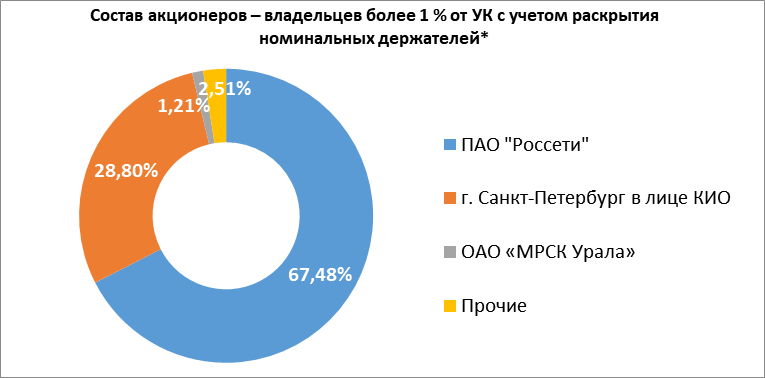 Состав акционеров – владельцев более 1 % от УК с учетом раскрытия
номинальных держателей*
2,51%
1,21%
28,80%
67,48%
ПАО "Россети"
г. Санкт-Петербург в лице КИО
ОАО «МРСК Урала»
Прочие